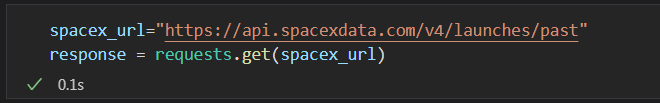 spacex_url="https://api.spacexdata.com/v4/launches/past"
response = requests.get(spacex_url)
✓ 0.1s